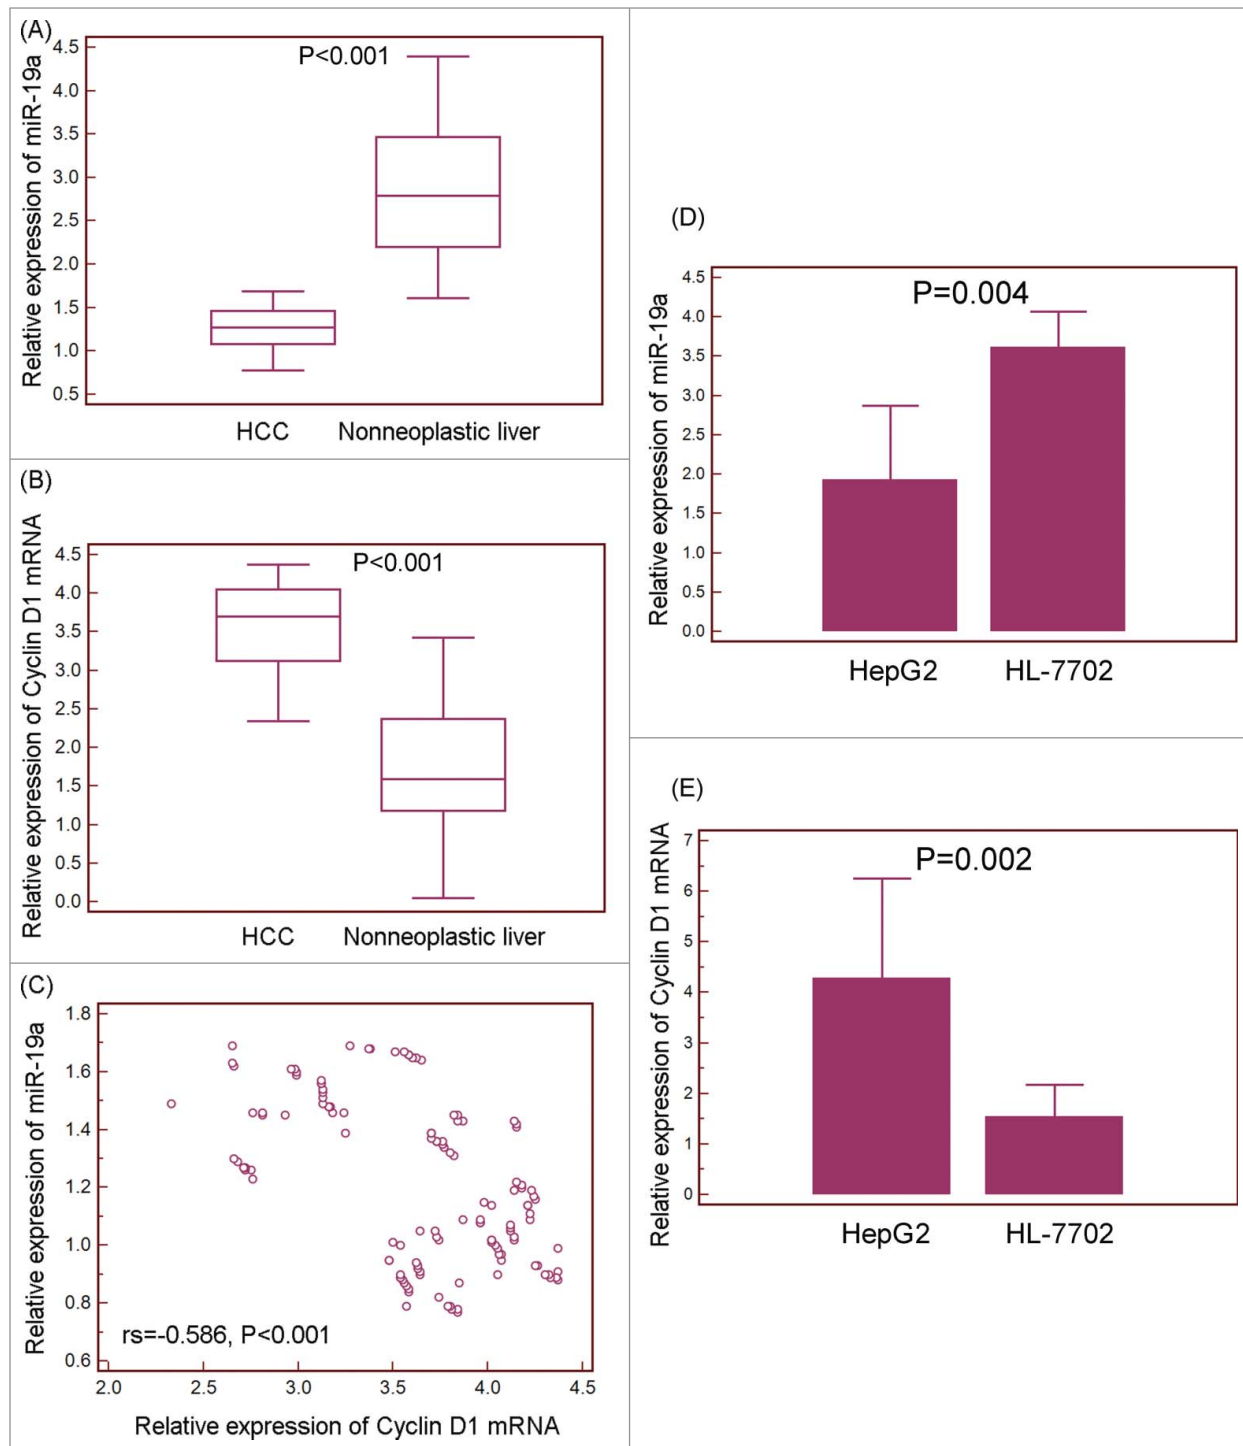 (A)
Relative expression of miR-19a
4.5
4.0
3.5
3.0
2.5
2.0
1.5
1.0
0.5
P<0.001
HCC
Nonneoplastic liver
(B)
Relative expression of Cyclin D1 mRNA
4.5
4.0
3.5
3.0
2.5
2.0
1.5
1.0
0.5
0.0
P<0.001
HCC
Nonneoplastic liver
(C)
Relative expression of miR-19a
1.8
1.6
1.4
1.2
1.0
0.8
0.6
rs=-0.586, P<0.001
2.0
2.5
3.0
3.5
4.0
4.5
Relative expression of Cyclin D1 mRNA
(D)
Relative expression of miR-19a
4.5
4.0
3.5
3.0
2.5
2.0
1.5
1.0
0.5
0.0
P=0.004
HepG2
HL-7702
(E)
Relative expression of Cyclin D1 mRNA
7
6
5
4
3
2
1
0
P=0.002
HepG2
HL-7702